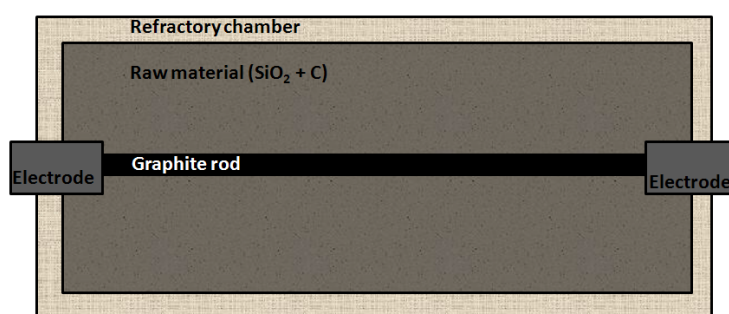 Refractory chamber
Raw material (SiO₂ + C)
Graphite rod
Electrode
Electrode